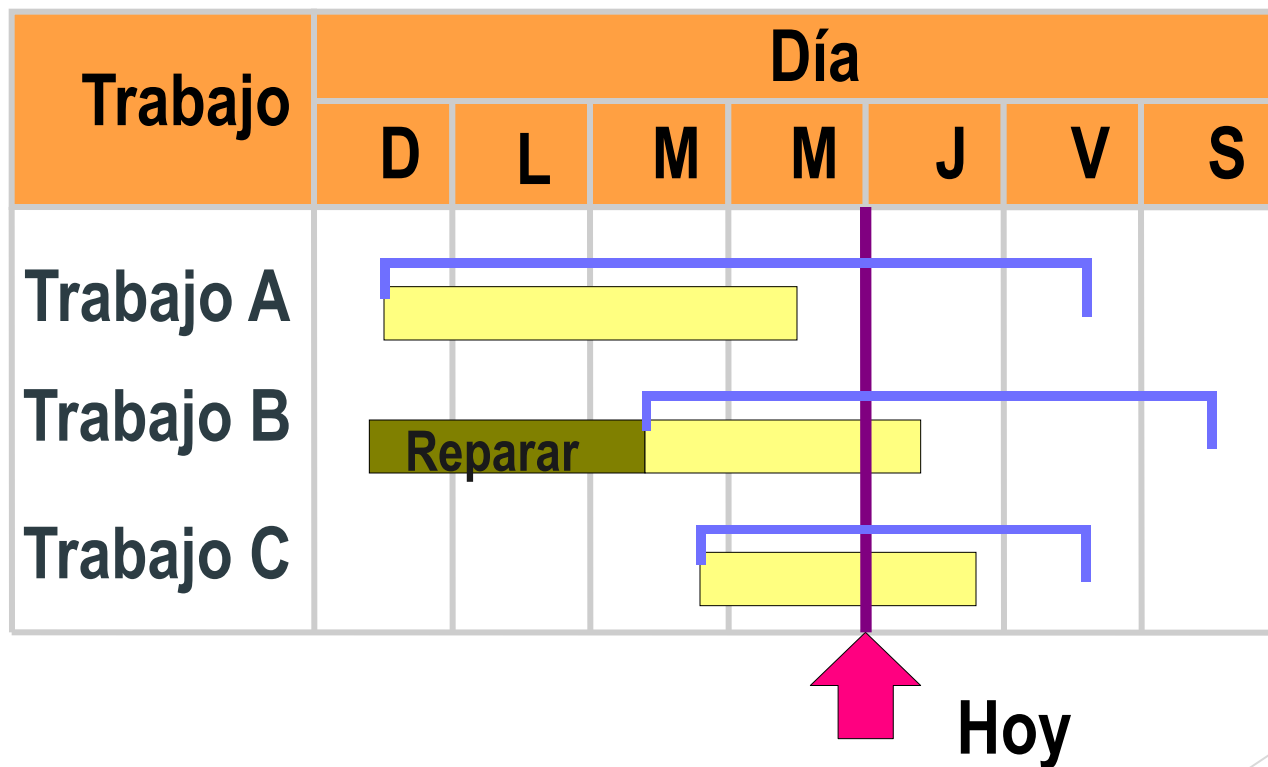 Trabajo
Día
D L M M J V S
Trabajo A
Trabajo B
Reparar
Trabajo C
Hoy